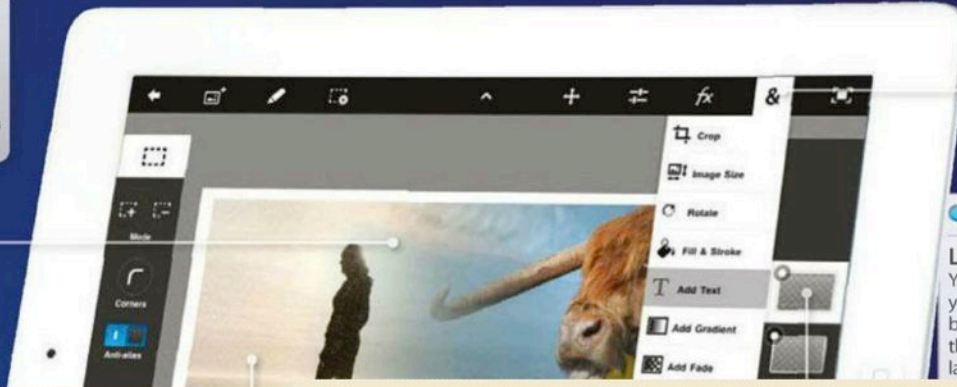 fx
&
Crop
Image Size
Rotate
Fill & Stroke
Add Text
Add Gradient
Add Fade
Mode
Corners
Anti-alias